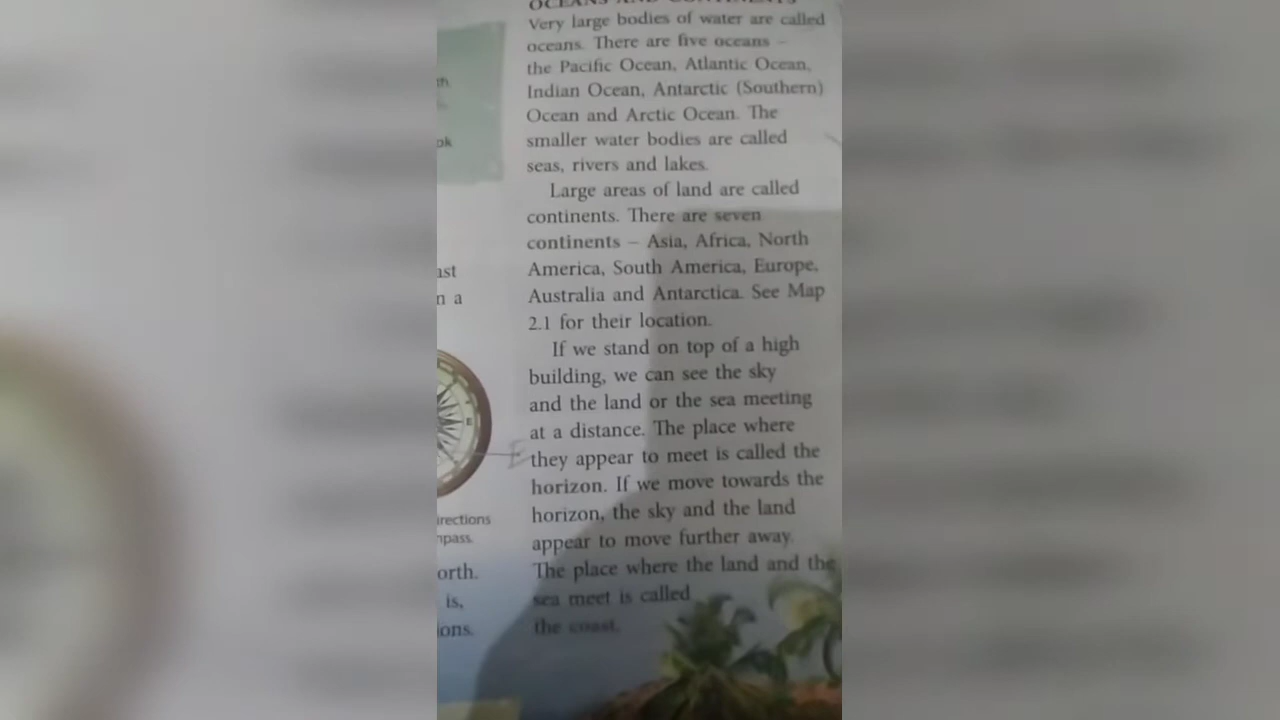 OCEANS AND CONTINENTS
Very large bodies of water are called
oceans. There are five oceans –
the Pacific Ocean, Atlantic Ocean,
Indian Ocean, Antarctic (Southern)
Ocean and Arctic Ocean. The
smaller water bodies are called
seas, rivers and lakes.
Large areas of land are called
continents. There are seven
continents – Asia, Africa, North
America, South America, Europe,
Australia and Antarctica. See Map
2.1 for their location.
If we stand on top of a high
building, we can see the sky
and the land or the sea meeting
at a distance. The place where
they appear to meet is called the
horizon. If we move towards the
horizon, the sky and the land
appear to move further away.
The place where the land and the
sea meet is called
the coast.
th
ok
ast
n a
E
E
irections
npass.
orth.
is,
ions.